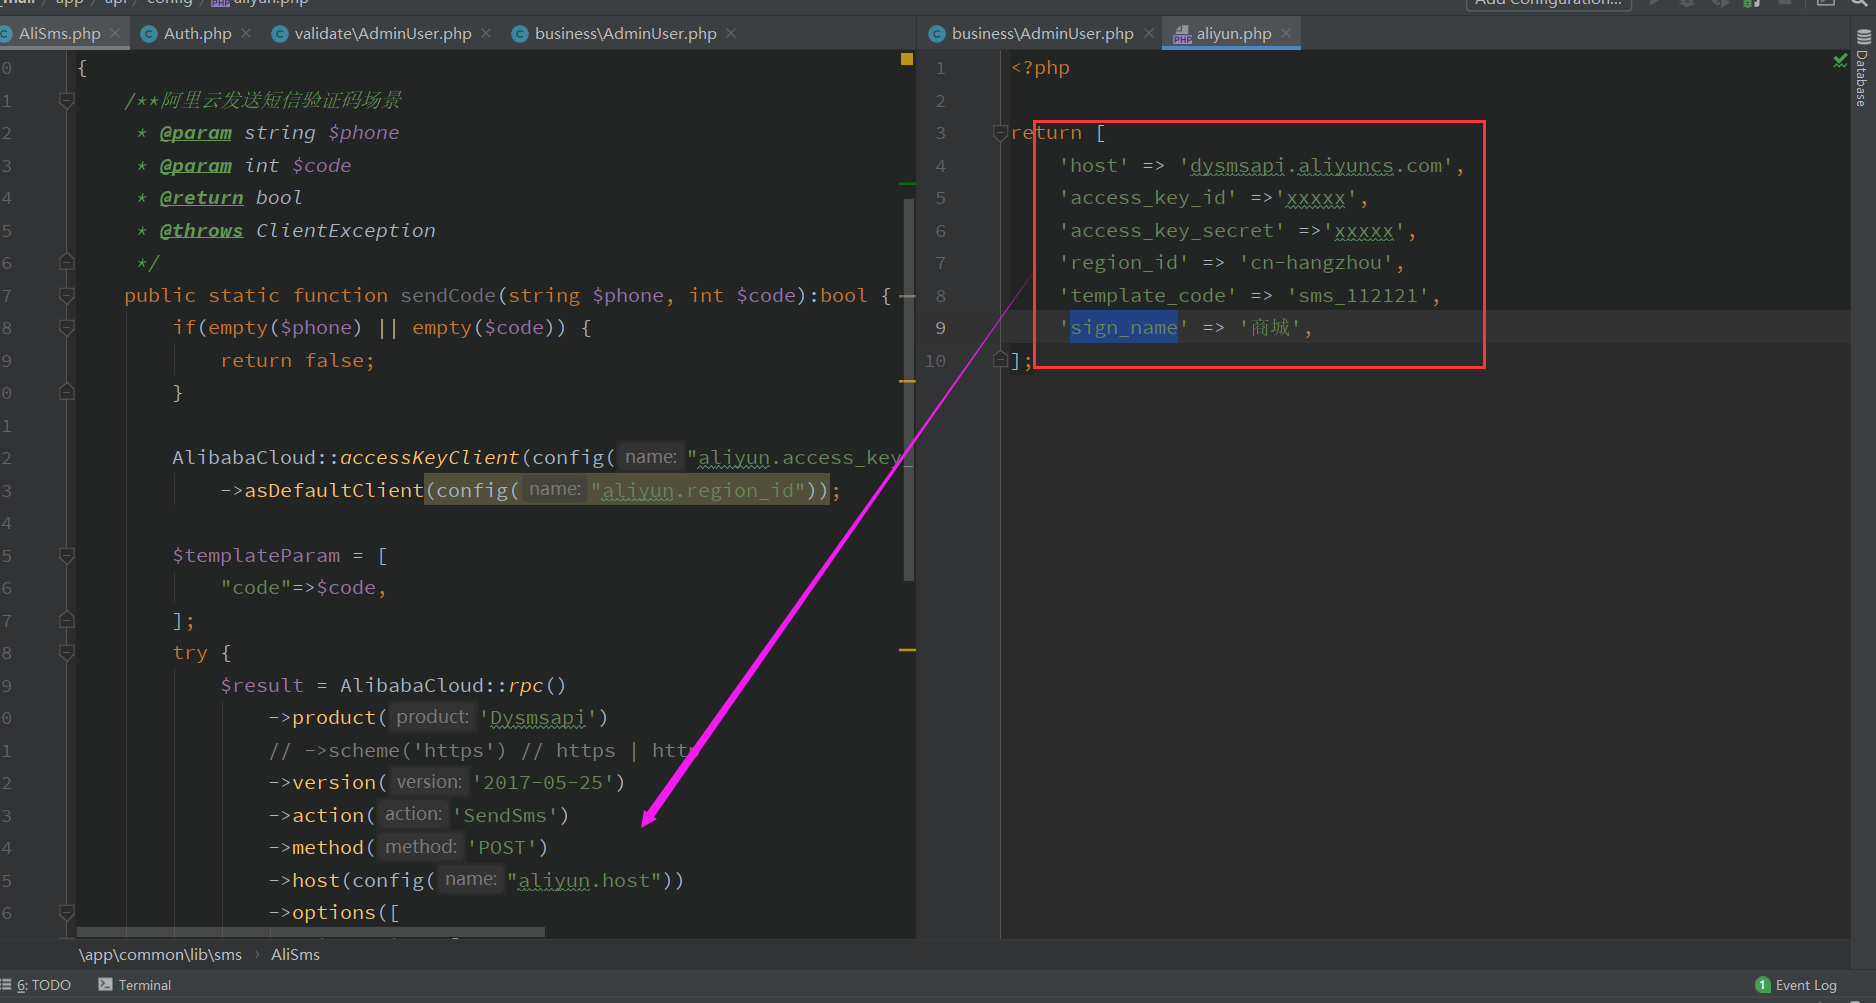 app / api / config / aliyun.php
Add Configuration...
AliSms.php
Auth.php
validate\AdminUser.php
business\AdminUser.php
business\AdminUser.php
aliyun.php
0 {
1 /**阿里云发送短信验证码场景
2 * @param string $phone
3 * @param int $code
4 * @return bool
5 * @throws ClientException
6 */
7 public static function sendCode(string $phone, int $code):bool {
8 if(empty($phone) || empty($code)) {
9 return false;
0 }
1
2 AlibabaCloud::accessKeyClient(config( name: "aliyun.access_key_
3 ->asDefaultClient(config( name: "aliyun.region_id"));
4
5 $templateParam = [
6 "code"=>$code,
7 ];
8 try {
9 $result = AlibabaCloud::rpc()
0 ->product( product: 'Dysmsapi')
1 // ->scheme('https') // https | http
2 ->version( version: '2017-05-25')
3 ->action( action: 'SendSms')
4 ->method( method: 'POST')
5 ->host(config( name: "aliyun.host"))
6 ->options([
1 <?php
2
3 return [
4 'host' => 'dysmsapi.aliyuncs.com',
5 'access_key_id' =>'xxxxx',
6 'access_key_secret' =>'xxxxx',
7 'region_id' => 'cn-hangzhou',
8 'template_code' => 'sms_112121',
9 'sign_name' => '商城',
10 ];
Database
\app\common\lib\sms › AliSms
6: TODO
Terminal
1 Event Log